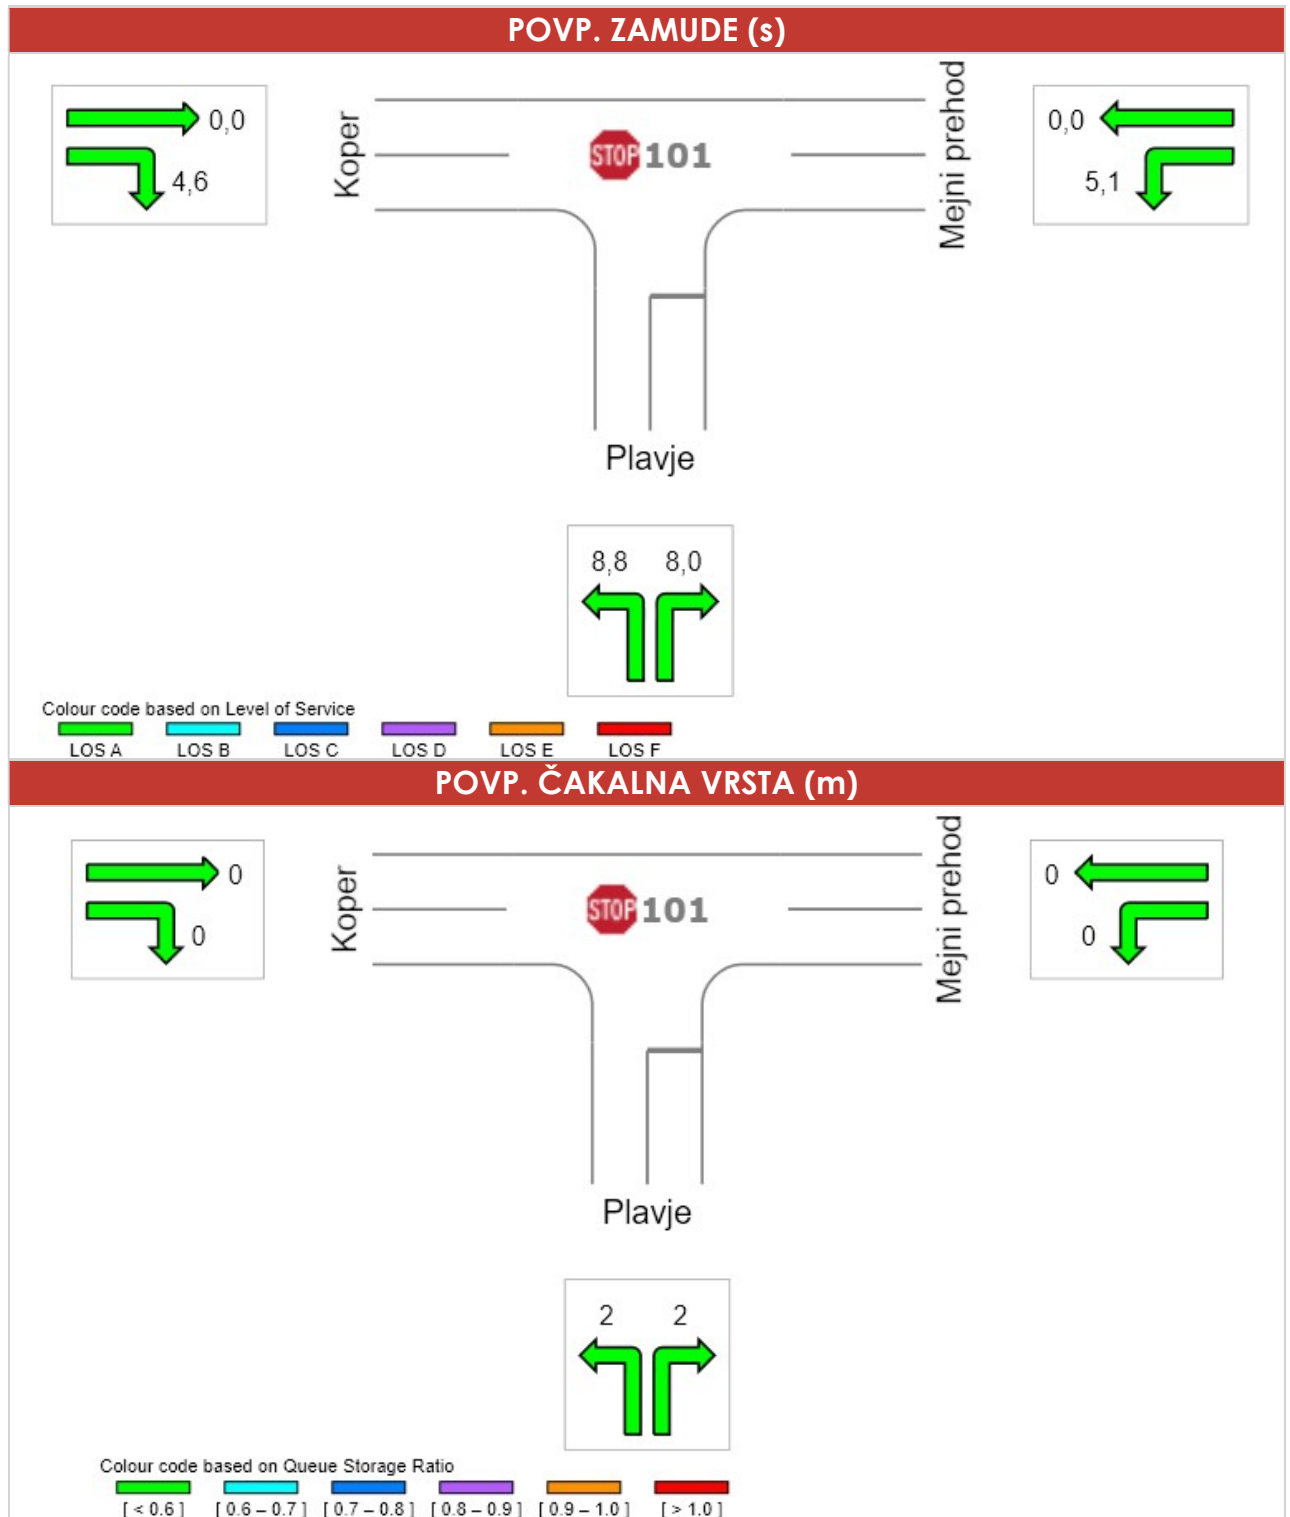 POVP. ZAMUDE (s)
0,0
4,6
Koper
STOP 101
Mejni prehod
0,0
5,1
Plavje
8,8 8,0
Colour code based on Level of Service
LOS A LOS B LOS C LOS D LOS E LOS F
POVP. ČAKALNA VRSTA (m)
0
0
Koper
STOP 101
Mejni prehod
0
0
Plavje
2 2
Colour code based on Queue Storage Ratio
[ < 0.6 ] [ 0.6 – 0.7 ] [ 0.7 – 0.8 ] [ 0.8 – 0.9 ] [ 0.9 – 1.0 ] [ > 1.0 ]